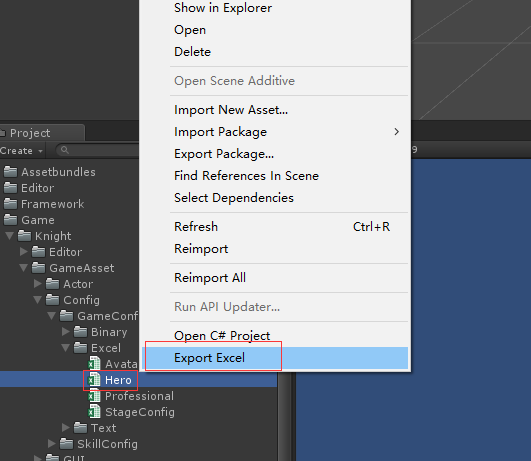 Show in Explorer
Open
Delete
Open Scene Additive
Import New Asset...
Import Package
Export Package...
Find References In Scene
Select Dependencies
Refresh Ctrl+R
Reimport
Reimport All
Run API Updater...
Open C# Project
Export Excel
Project
Create
9
Assetbundles
Editor
Framework
Game
Knight
Editor
GameAsset
Actor
Config
GameConf
Binary
Excel
Avata
Hero
Professional
StageConfig
Text
SkillConfig
GUI